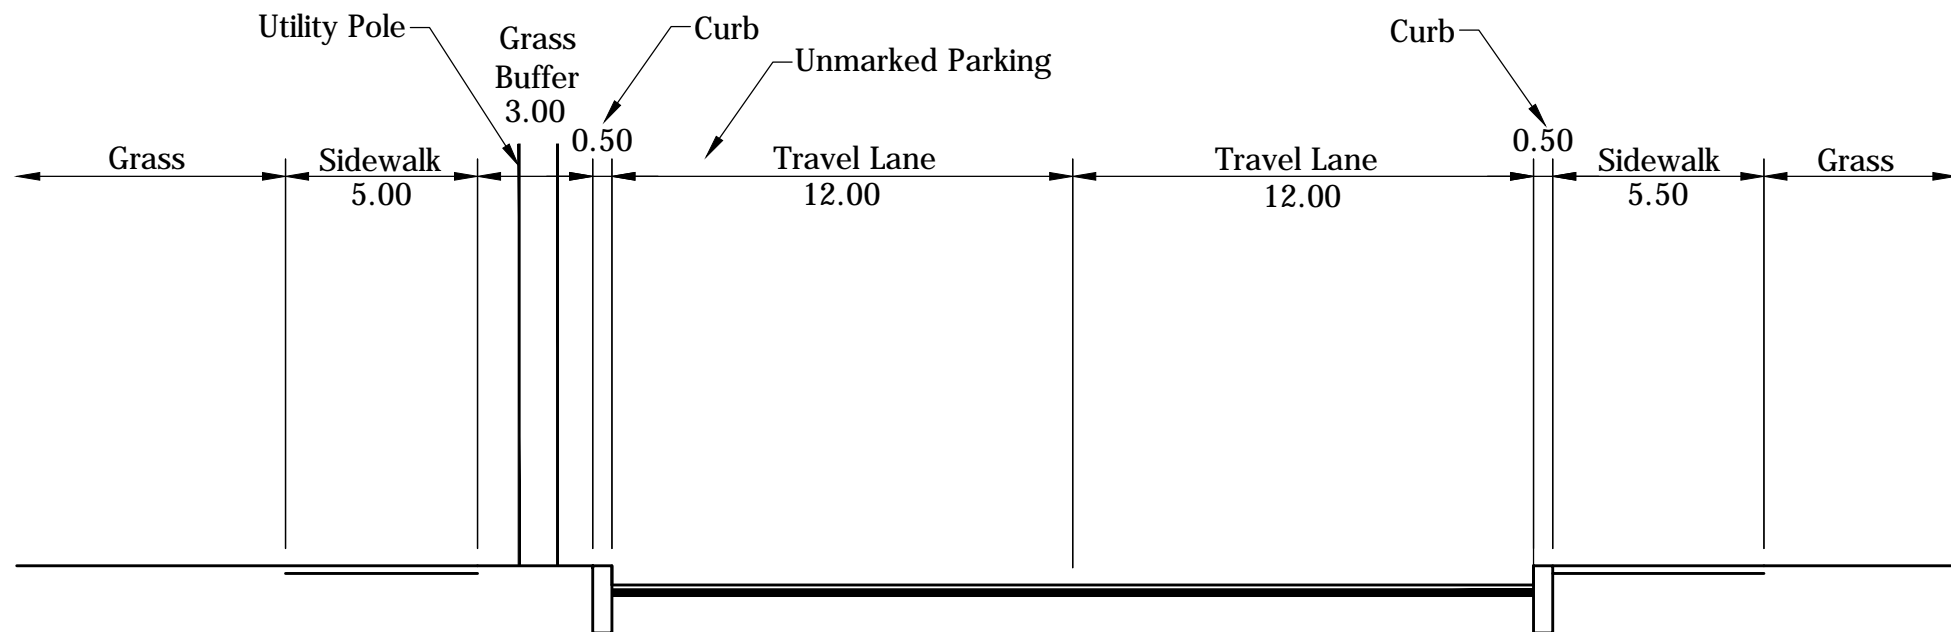 Utility Pole
Grass
Buffer
3.00
Curb
Unmarked Parking
Curb
0.50
0.50
Grass
Sidewalk
5.00
Travel Lane
12.00
Travel Lane
12.00
Sidewalk
5.50
Grass